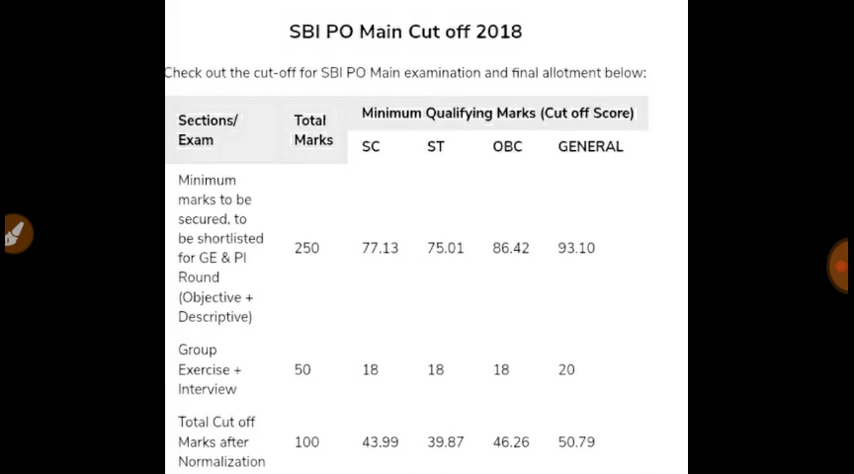 SBI PO Main Cut off 2018
Check out the cut-off for SBI PO Main examination and final allotment below:
Sections/ Exam
Total Marks
Minimum Qualifying Marks (Cut off Score)
SC ST OBC GENERAL
Minimum
marks to be
secured, to
be shortlisted
for GE & PI
Round
(Objective +
Descriptive)
250 77.13 75.01 86.42 93.10
Group
Exercise +
Interview
50 18 18 18 20
Total Cut off
Marks after
Normalization
100 43.99 39.87 46.26 50.79